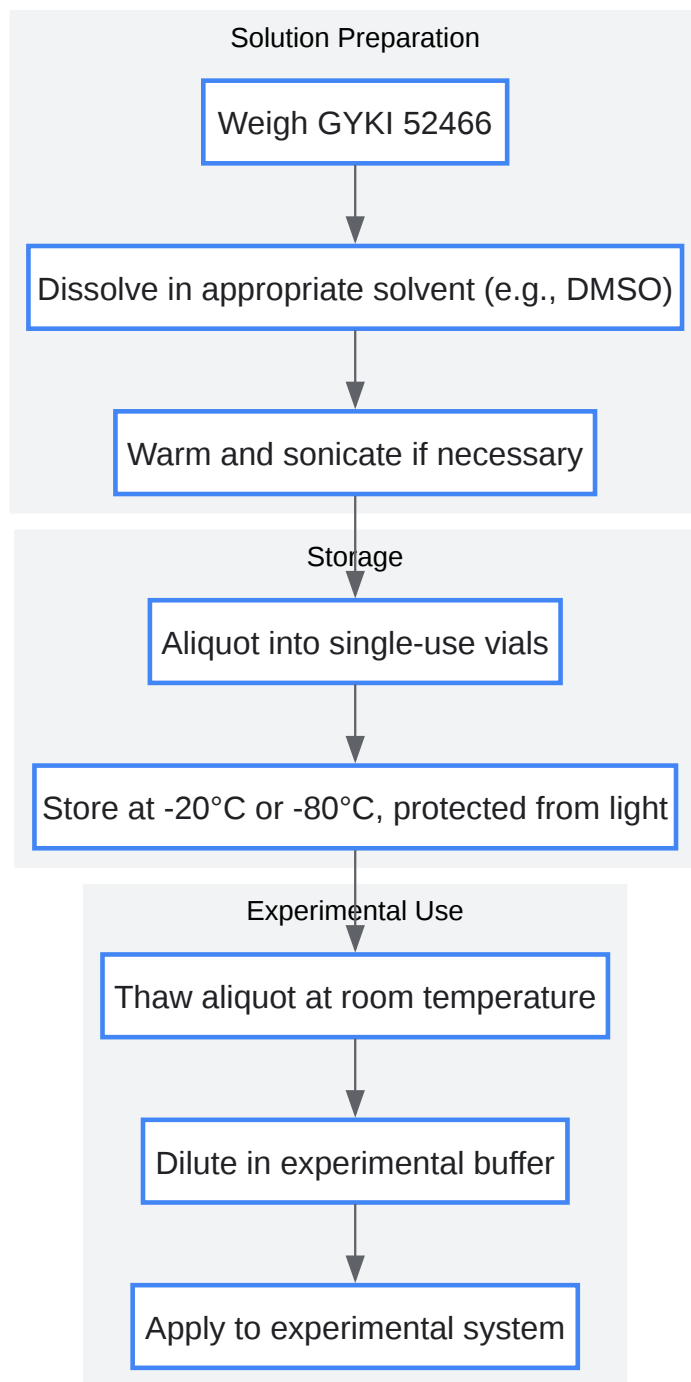 Solution Preparation
Weigh GYKI 52466
Dissolve in appropriate solvent (e.g., DMSO)
Warm and sonicate if necessary
Storage
Aliquot into single-use vials
Store at -20°C or -80°C, protected from light
Experimental Use
Thaw aliquot at room temperature
Dilute in experimental buffer
Apply to experimental system